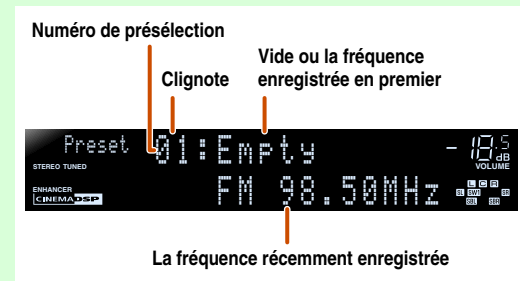 Numéro de présélection
Clignote
Vide ou la fréquence
enregistrée en premier
Preset 01:Empty
-18.5
dB
VOLUME
STEREO TUNED
FM 98.50MHz
ENHANCER
CINEMA DSP
L C R
SL SW1 SR
SBL SBR
La fréquence récemment enregistrée